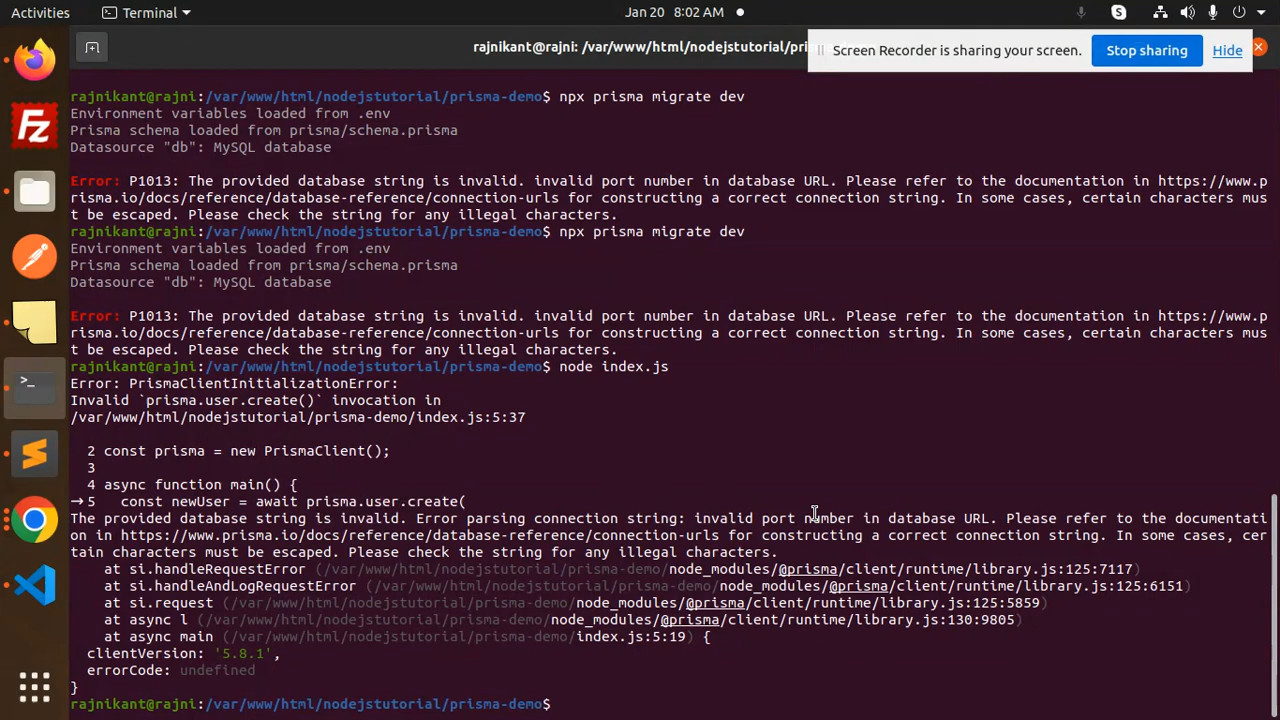 Activities
Terminal
Jan 20 8:02 AM
rajnikant@rajni: /var/www/html/nodejstutorial/pri
Screen Recorder is sharing your screen.
Stop sharing
Hide
rajnikant@rajni:/var/www/html/nodejstutorial/prisma-demo$ npx prisma migrate dev
Environment variables loaded from .env
Prisma schema loaded from prisma/schema.prisma
Datasource "db": MySQL database
Error: P1013: The provided database string is invalid. invalid port number in database URL. Please refer to the documentation in https://www.p
risma.io/docs/reference/database-reference/connection-urls for constructing a correct connection string. In some cases, certain characters mus
t be escaped. Please check the string for any illegal characters.
rajnikant@rajni:/var/www/html/nodejstutorial/prisma-demo$ npx prisma migrate dev
Environment variables loaded from .env
Prisma schema loaded from prisma/schema.prisma
Datasource "db": MySQL database
Error: P1013: The provided database string is invalid. invalid port number in database URL. Please refer to the documentation in https://www.p
risma.io/docs/reference/database-reference/connection-urls for constructing a correct connection string. In some cases, certain characters mus
t be escaped. Please check the string for any illegal characters.
rajnikant@rajni:/var/www/html/nodejstutorial/prisma-demo$ node index.js
Error: PrismaClientInitializationError:
Invalid `prisma.user.create()` invocation in
/var/www/html/nodejstutorial/prisma-demo/index.js:5:37
2 const prisma = new PrismaClient();
3
4 async function main() {
→ 5   const newUser = await prisma.user.create(
The provided database string is invalid. Error parsing connection string: invalid port number in database URL. Please refer to the documentati
on in https://www.prisma.io/docs/reference/database-reference/connection-urls for constructing a correct connection string. In some cases, cer
tain characters must be escaped. Please check the string for any illegal characters.
at si.handleRequestError (/var/www/html/nodejstutorial/prisma-demo/node_modules/@prisma/client/runtime/library.js:125:7117)
at si.handleAndLogRequestError (/var/www/html/nodejstutorial/prisma-demo/node_modules/@prisma/client/runtime/library.js:125:6151)
at si.request (/var/www/html/nodejstutorial/prisma-demo/node_modules/@prisma/client/runtime/library.js:125:5859)
at async l (/var/www/html/nodejstutorial/prisma-demo/node_modules/@prisma/client/runtime/library.js:130:9805)
at async main (/var/www/html/nodejstutorial/prisma-demo/index.js:5:19) {
clientVersion: '5.8.1',
errorCode: undefined
}
rajnikant@rajni:/var/www/html/nodejstutorial/prisma-demo$